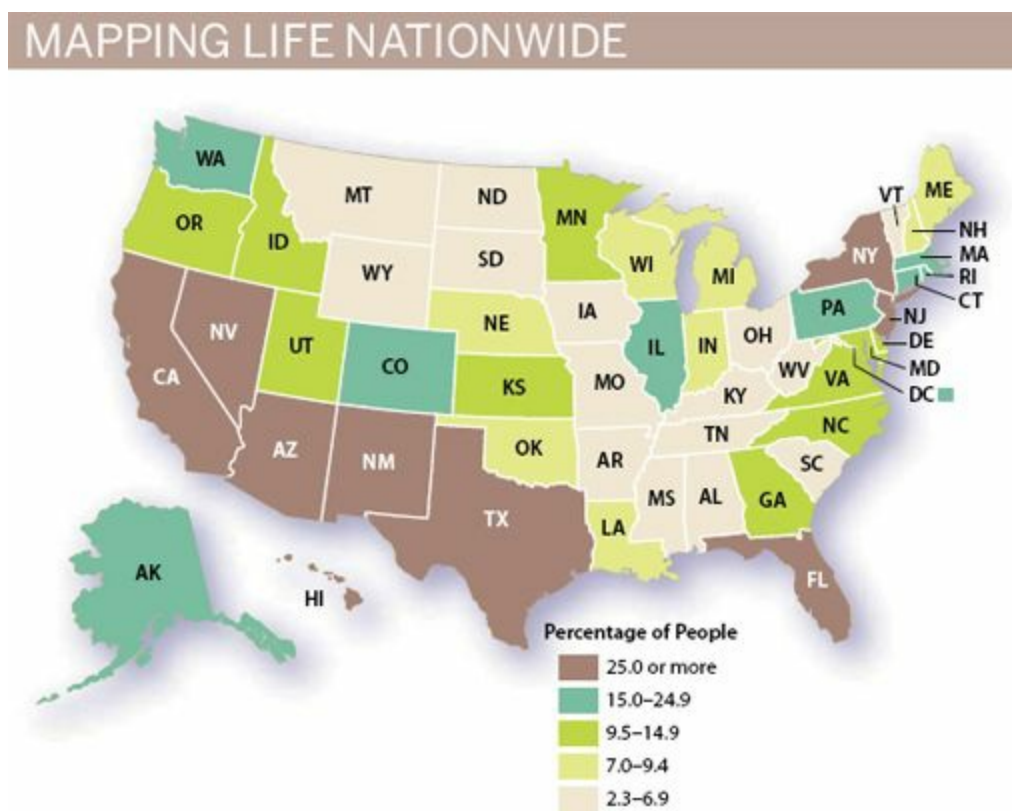 MAPPING LIFE NATIONWIDE
WA
MT
ND
MN
VT
ME
OR
ID
WY
SD
WI
MI
NY
NH
MA
RI
CT
NV
UT
CO
NE
IA
IL
IN
OH
PA
NJ
DE
MD
DC
CA
KS
MO
KY
WV
VA
AZ
NM
OK
AR
TN
NC
SC
TX
LA
MS
AL
GA
AK
HI
FL
Percentage of People
25.0 or more
15.0–24.9
9.5–14.9
7.0–9.4
2.3–6.9